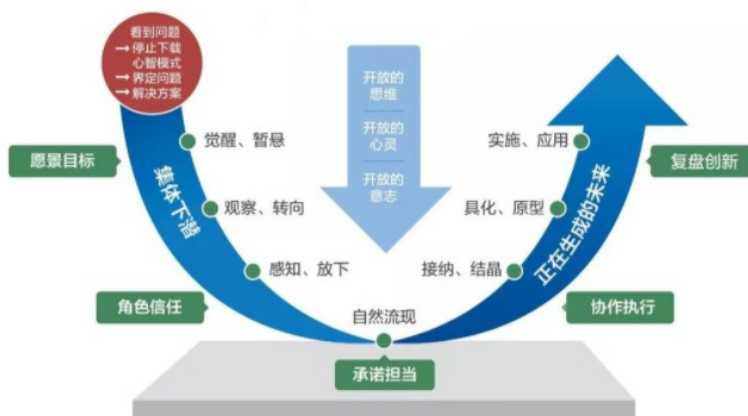 看到问题
→停止下载
心智模式
→界定问题
→解决方案
开放的
思维
开放的
心灵
开放的
意志
愿景目标
觉醒、暂悬
集体下潜
观察、转向
感知、放下
角色信任
自然流现
承诺担当
接纳、结晶
具化、原型
实施、应用
正在生成的未来
协作执行
复盘创新